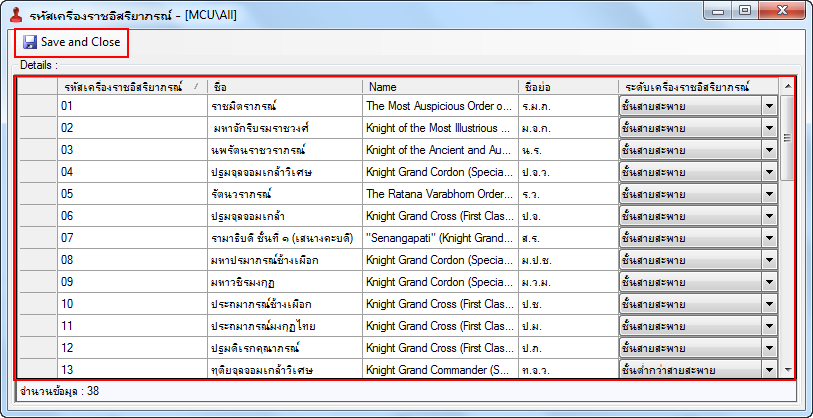 รหัสเครื่องราชอิสริยาภรณ์ - [MCU\All]
Save and Close
Details :
รหัสเครื่องราชอิสริยาภรณ์ ชื่อ Name ชื่อย่อ ระดับเครื่องราชอิสริยาภรณ์
01 ราชมิตราภรณ์ The Most Auspicious Order o... ร.ม.ภ. ชั้นสายสะพาย
02 มหาจักรีบรมราชวงศ์ Knight of the Most Illustrious ... ม.จ.ก. ชั้นสายสะพาย
03 นพรัตนราชวราภรณ์ Knight of the Ancient and Au... น.ร. ชั้นสายสะพาย
04 ปฐมจุลจอมเกล้าวิเศษ Knight Grand Cordon (Specia... ป.จ.ว. ชั้นสายสะพาย
05 รัตนวราภรณ์ The Ratana Varabhorn Order... ร.ว. ชั้นสายสะพาย
06 ปฐมจุลจอมเกล้า Knight Grand Cross (First Clas... ป.จ. ชั้นสายสะพาย
07 รามาธิบดี ชั้นที่ ๑ (เสนางคะบดี) "Senangapati" (Knight Grand... ส.ร. ชั้นสายสะพาย
08 มหาปรมาภรณ์ช้างเผือก Knight Grand Cordon (Specia... ม.ป.ช. ชั้นสายสะพาย
09 มหาวชิรมงกุฎ Knight Grand Cordon (Specia... ม.ว.ม. ชั้นสายสะพาย
10 ประถมาภรณ์ช้างเผือก Knight Grand Cross (First Clas... ป.ช. ชั้นสายสะพาย
11 ประถมาภรณ์มงกุฎไทย Knight Grand Cross (First Clas... ป.ม. ชั้นสายสะพาย
12 ปฐมดิเรกคุณาภรณ์ Knight Grand Cross (First Clas... ป.ภ. ชั้นสายสะพาย
13 ทุติยจุลจอมเกล้าวิเศษ Knight Grand Commander (S... ท.จ.ว. ชั้นต่ำกว่าสายสะพาย
จำนวนข้อมูล : 38